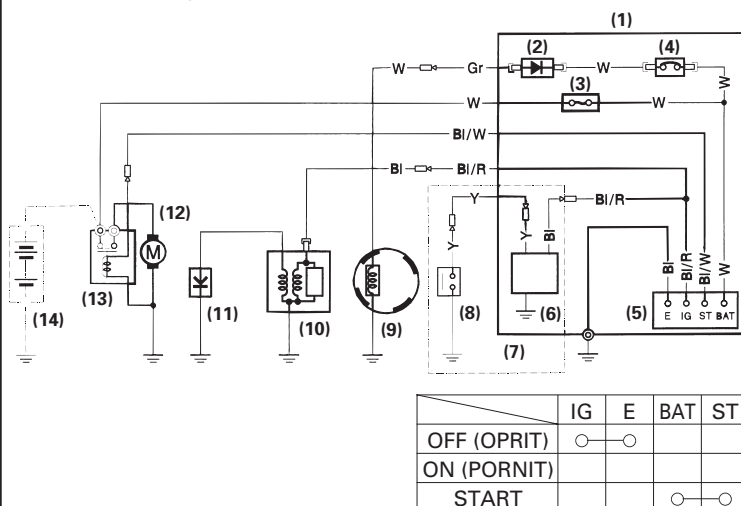 (1)
(2) (4)
W Gr W W
(3)
W W
Bl/W
Bl Bl/R
(12)
Y Bl/R Bl/R
Y Y Bl Bl Bl/R Bl/W W
M
(13) (11) (10) (9) (8) (6) (5) E IG ST BAT
(14) (7)
IG E BAT ST
OFF (OPRIT)
ON (PORNIT)
START